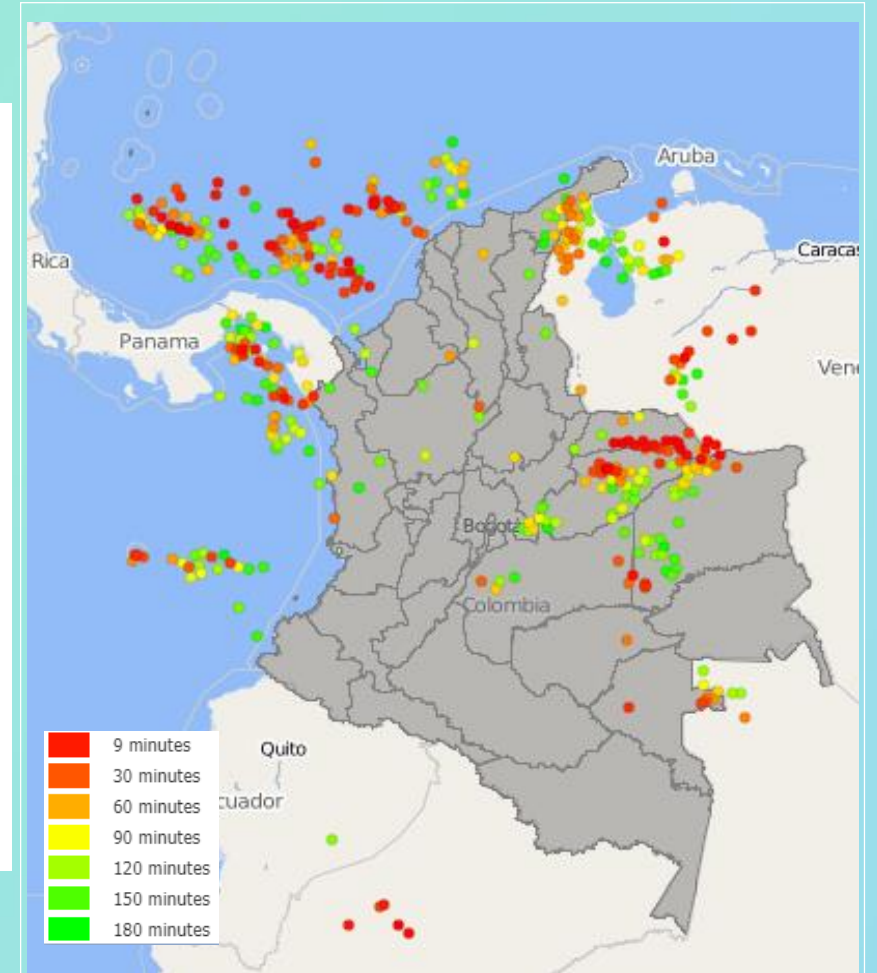 Aruba
Caracas
Rica
Panama
Vene
Bogotá
Colombia
Quito
cuador
9 minutes
30 minutes
60 minutes
90 minutes
120 minutes
150 minutes
180 minutes